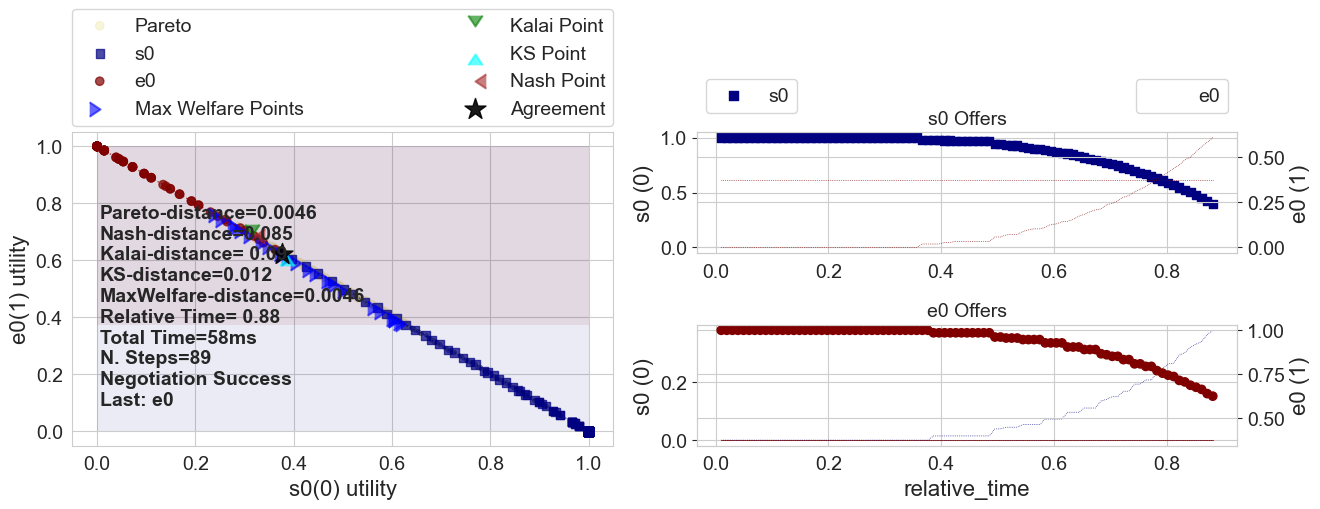 Pareto
s0
e0
Max Welfare Points
Kalai Point
KS Point
Nash Point
Agreement
1.0
0.8
0.6
0.4
0.2
0.0
e0(1) utility
Pareto-distance=0.0046
Nash-distance=0.085
Kalai-distance= 0.0
KS-distance=0.012
MaxWelfare-distance=0.0046
Relative Time= 0.88
Total Time=58ms
N. Steps=89
Negotiation Success
Last: e0
0.0 0.2 0.4 0.6 0.8 1.0
s0(0) utility
s0
e0
s0 Offers
1.0
0.5
0.0
s0 (0)
0.50
0.25
0.00
e0 (1)
0.0 0.2 0.4 0.6 0.8
e0 Offers
0.2
0.0
s0 (0)
1.00
0.75
0.50
e0 (1)
0.0 0.2 0.4 0.6 0.8
relative_time